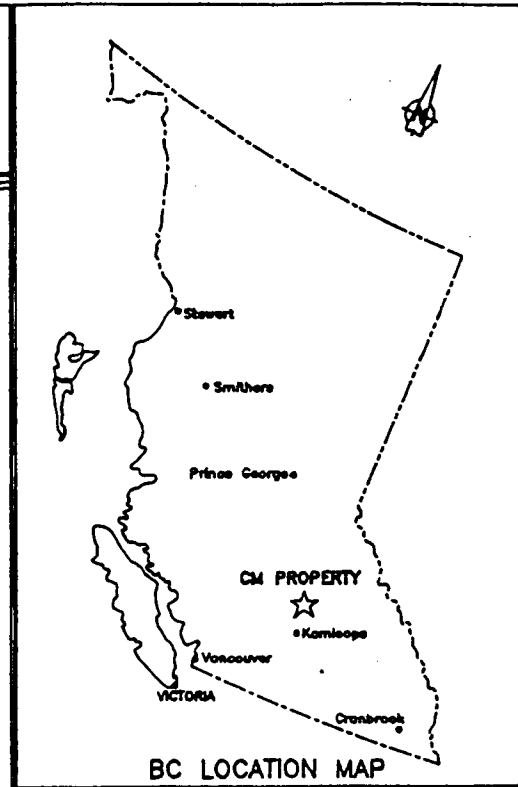 Stewart
Smithers
Prince George
CM PROPERTY
Kamloops
Vancouver
VICTORIA
Cranbrook
BC LOCATION MAP